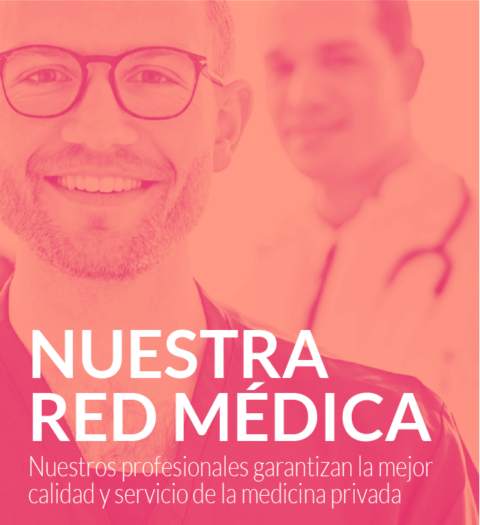 NUESTRA
RED MÉDICA
Nuestros profesionales garantizan la mejor
calidad y servicio de la medicina privada